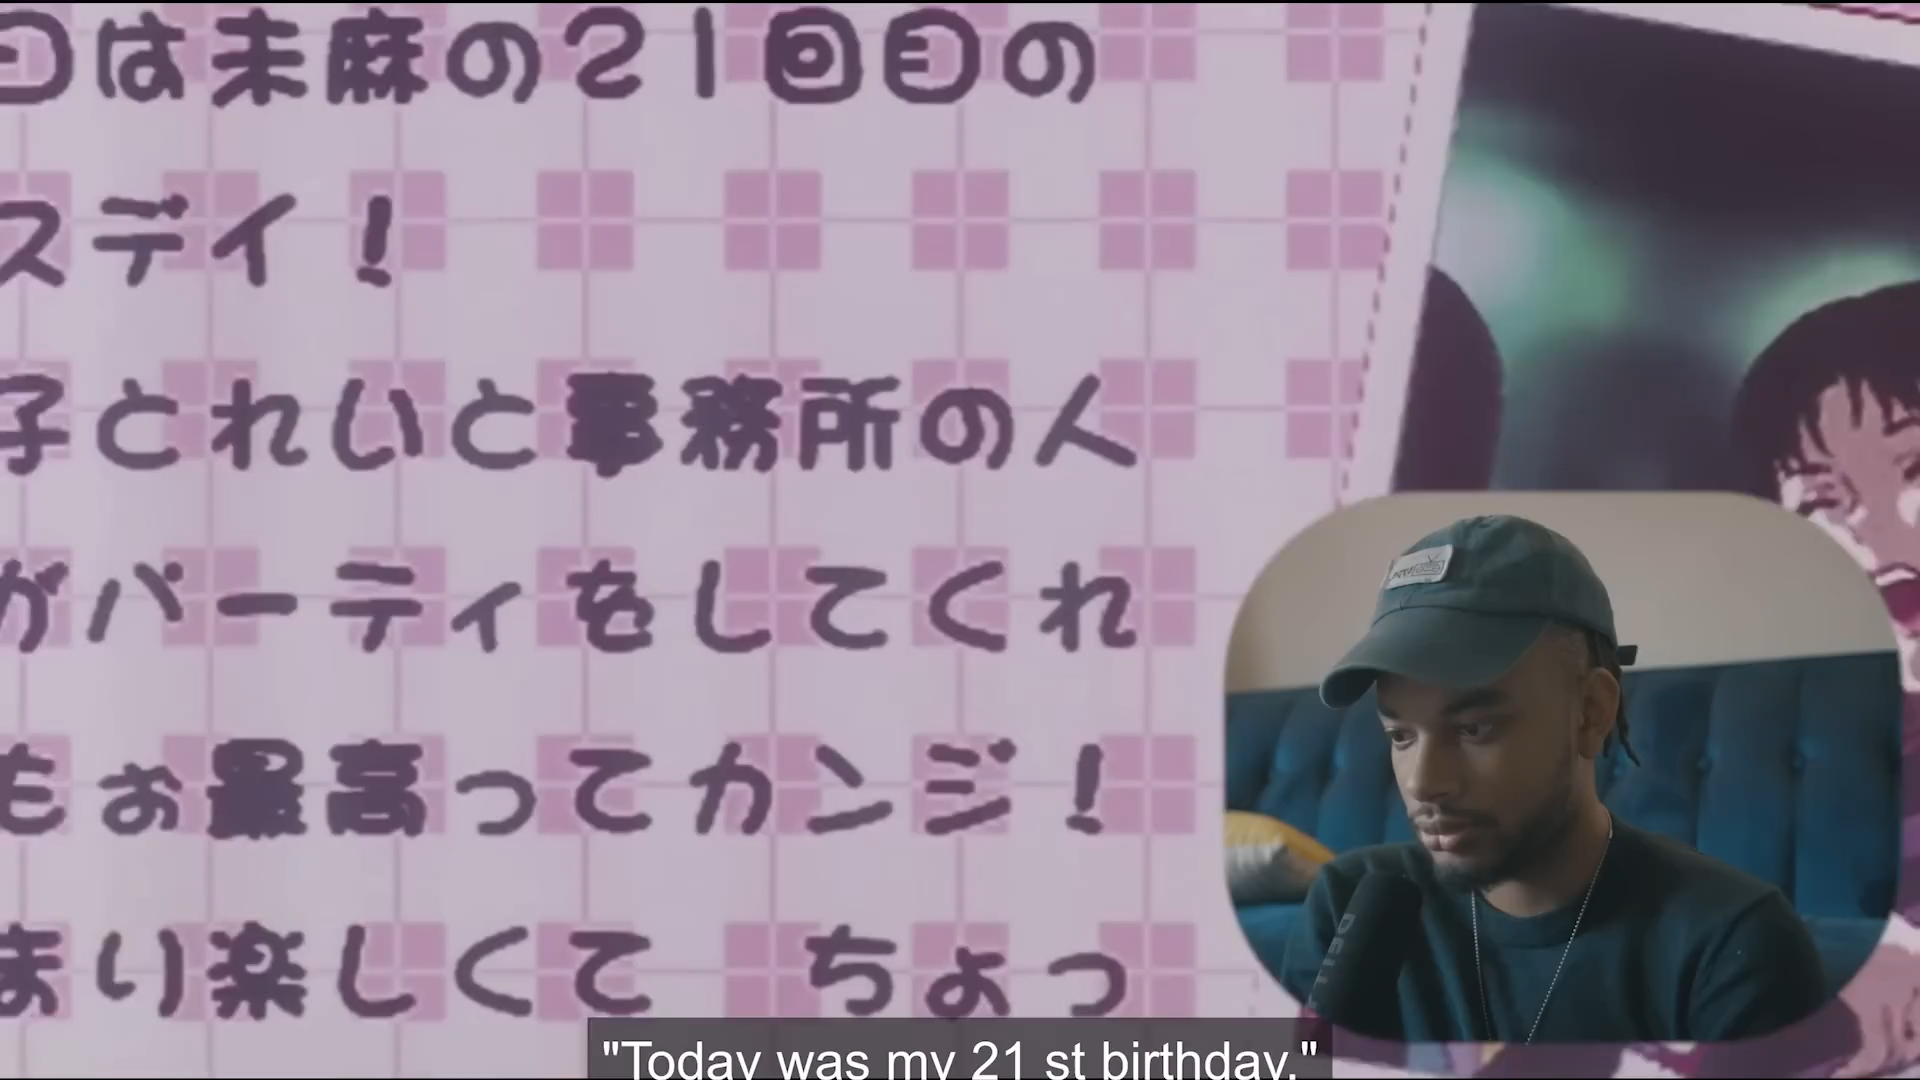 日は未麻の21回目の
スデイ！
子とれいと事務所の人
がパーティをしてくれ
もぉ最高ってカンジ！
まり楽しくて　ちょっ
"Today was my 21 st birthday."